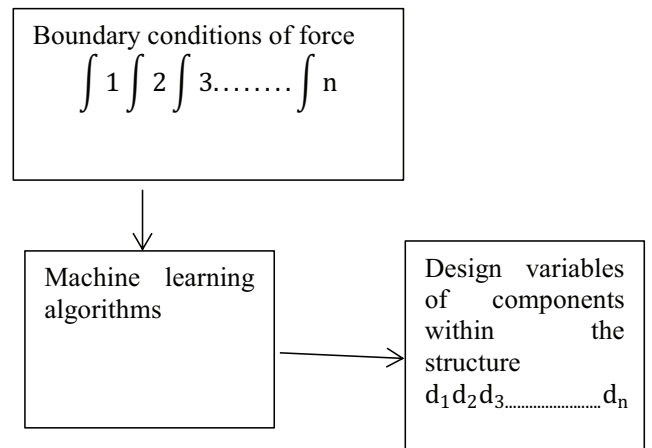 Boundary conditions of force
∫ 1 ∫ 2 ∫ 3........ ∫ n
Machine learning
algorithms
Design variables
of components
within the
structure
d₁d₂d₃........................dₙ